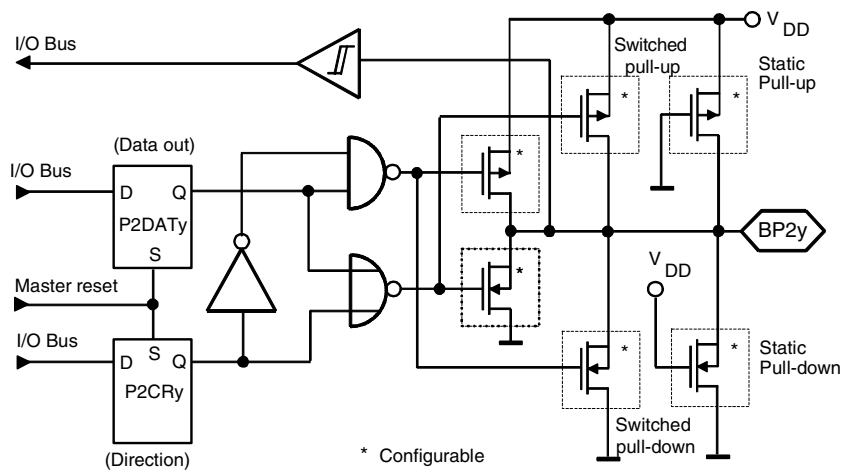 I/O Bus
V
DD
Switched
pull-up
*
Static
Pull-up
*
(Data out)
I/O Bus
D
Q
P2DATy
S
*
BP2y
Master reset
*
V
DD
I/O Bus
S
D
Q
P2CRy
*
*
Static
Pull-down
Switched
pull-down
(Direction)
* Configurable